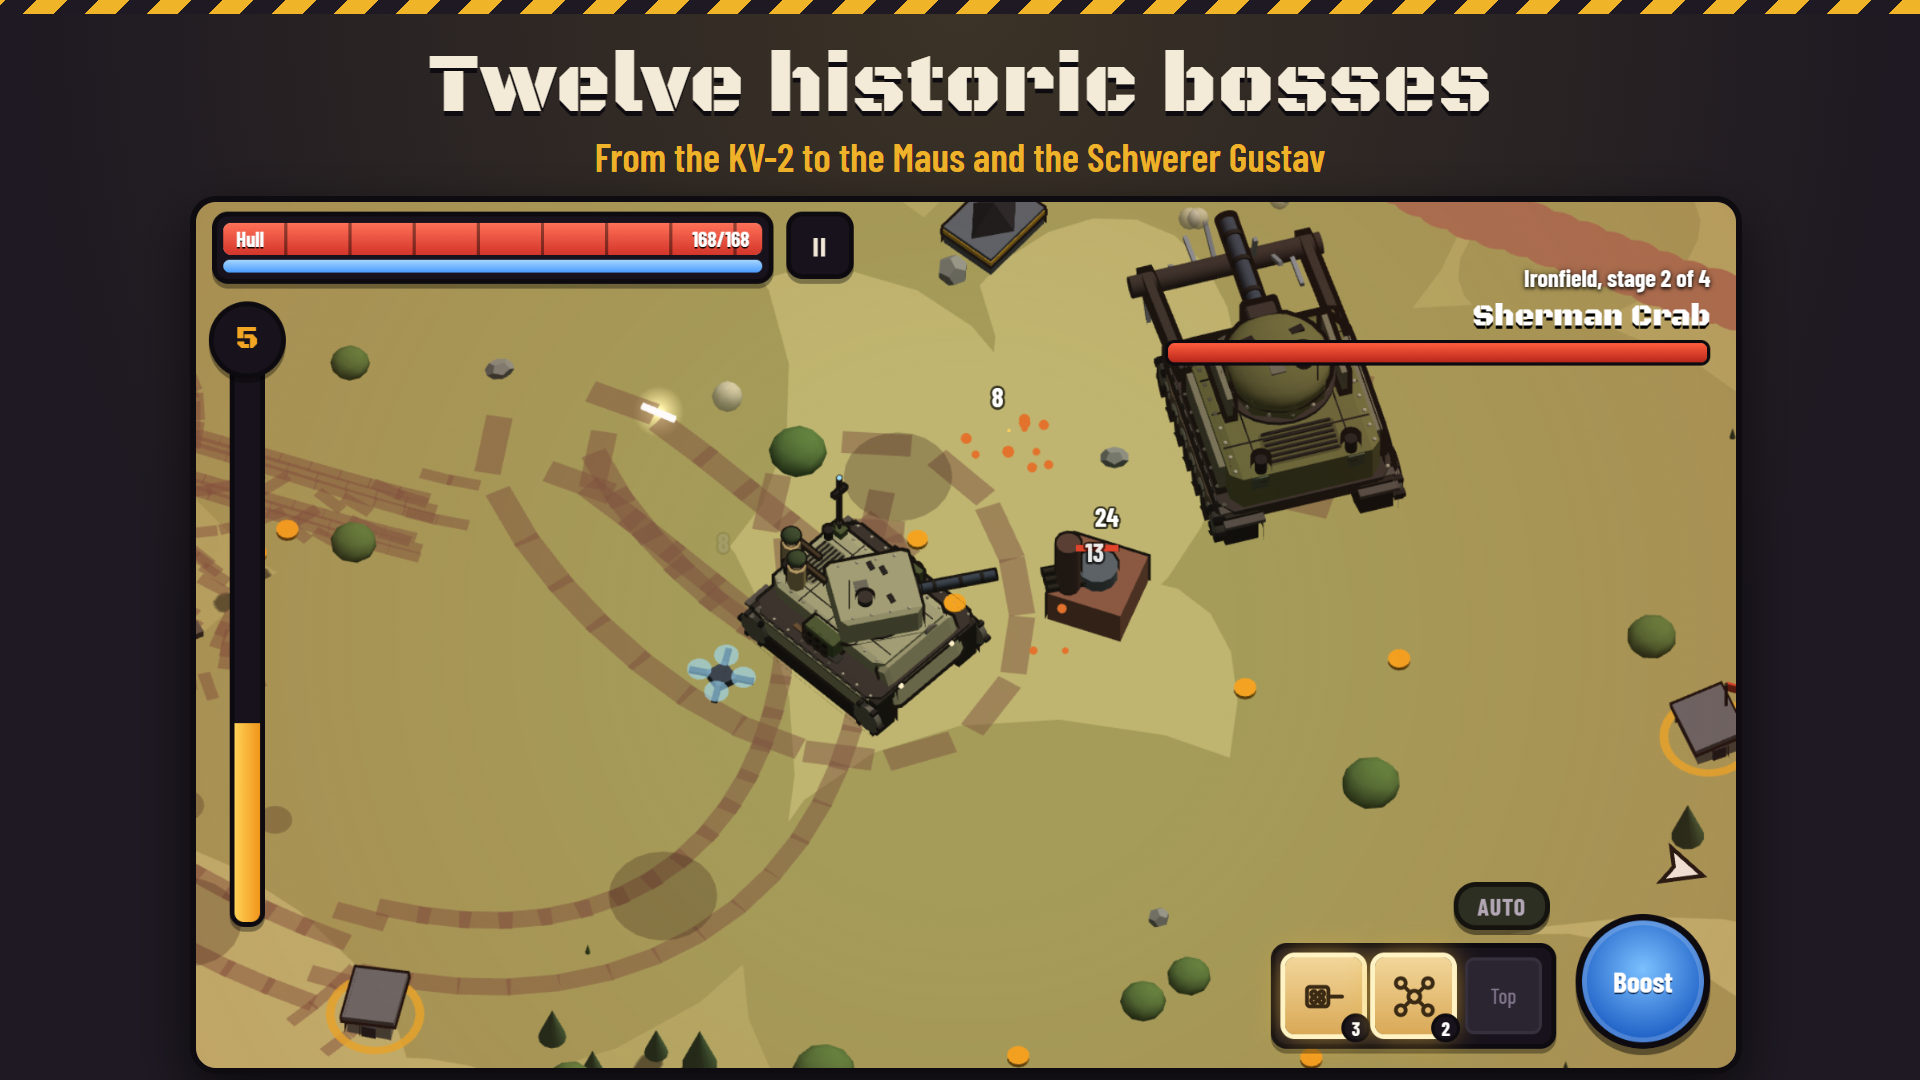 Twelve historic bosses
From the KV-2 to the Maus and the Schwerer Gustav
Hull 168/168
Ironfield, stage 2 of 4
Sherman Crab
5
8
24
13
8
AUTO
3
2
Top
Boost